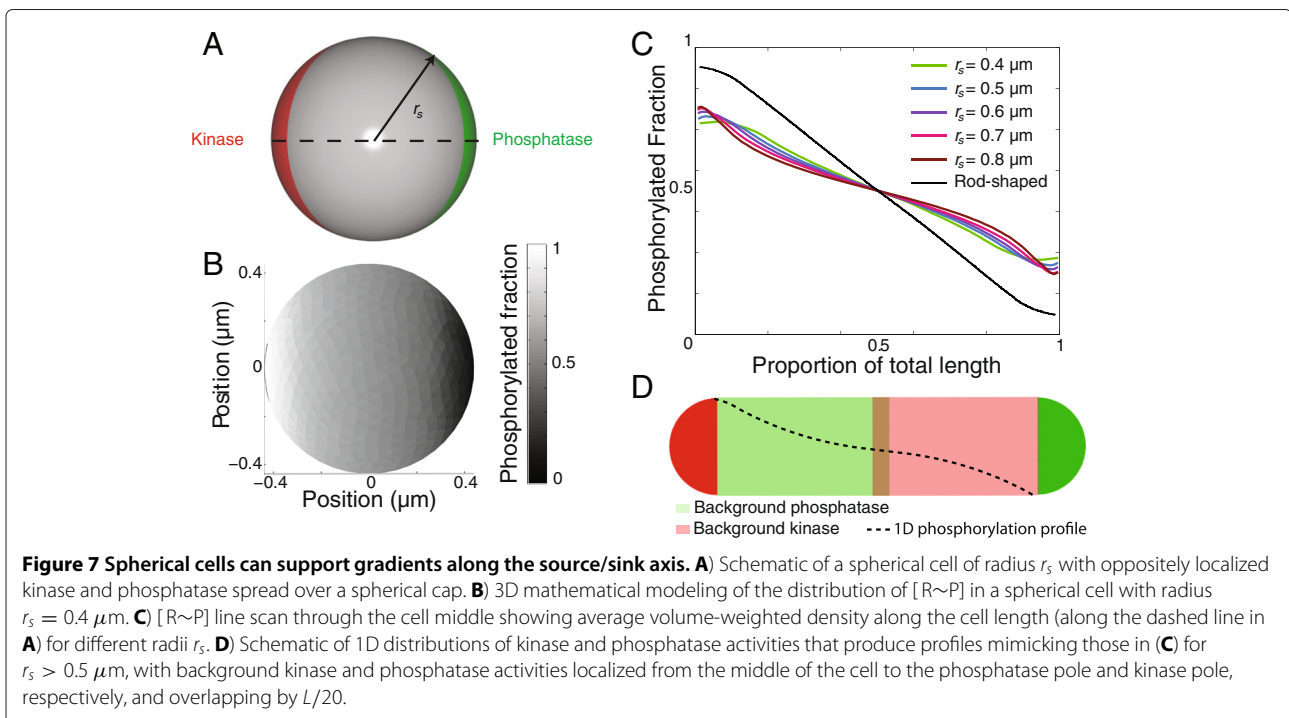 A
r_s
Kinase
Phosphatase
B
0.4
0
−0.4
Position (µm)
−0.4
0
0.4
Position (µm)
1
0.5
0
Phosphorylated fraction
C
1
0.5
0
0.5
1
Phosphorylated Fraction
Proportion of total length
r_s= 0.4 µm
r_s= 0.5 µm
r_s= 0.6 µm
r_s= 0.7 µm
r_s= 0.8 µm
Rod-shaped
D
Background phosphatase
Background kinase
1D phosphorylation profile
Figure 7 Spherical cells can support gradients along the source/sink axis. A) Schematic of a spherical cell of radius r_s with oppositely localized
kinase and phosphatase spread over a spherical cap. B) 3D mathematical modeling of the distribution of [ R~P] in a spherical cell with radius
r_s = 0.4 µm. C) [ R~P] line scan through the cell middle showing average volume-weighted density along the cell length (along the dashed line in
A) for different radii r_s. D) Schematic of 1D distributions of kinase and phosphatase activities that produce profiles mimicking those in (C) for
r_s > 0.5 µm, with background kinase and phosphatase activities localized from the middle of the cell to the phosphatase pole and kinase pole,
respectively, and overlapping by L/20.